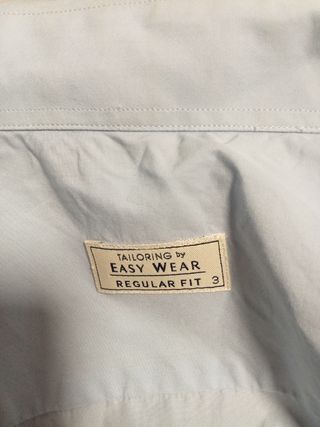 TAILORING by
EASY WEAR
REGULAR FIT 3